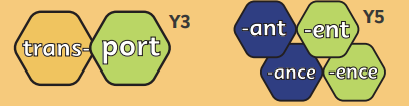 trans- port Y3
-ant -ent Y5
-ance -ence